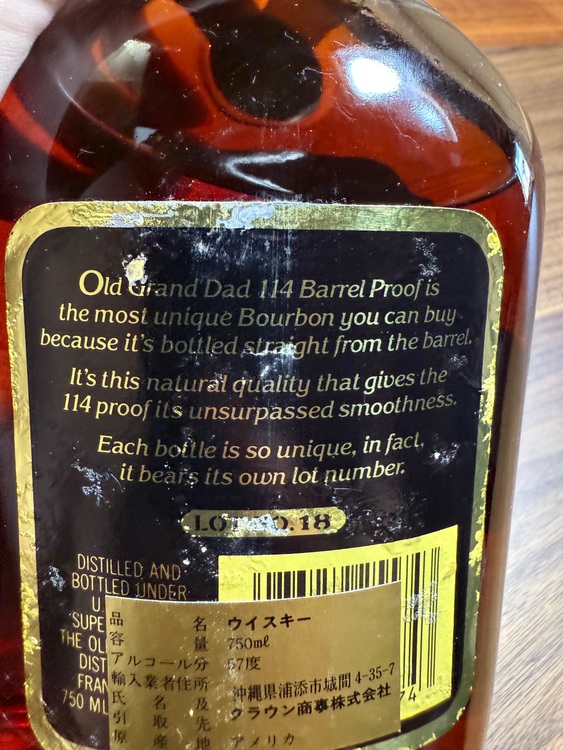 Old Grand Dad 114 Barrel Proof is
the most unique Bourbon you can buy
because it's bottled straight from the barrel.
It's this natural quality that gives the
114 proof its unsurpassed smoothness.
Each bottle is so unique, in fact,
it bears its own lot number.
LOT NO. 18
DISTILLED AND
BOTTLED UNDER
U
SUPE
THE OL
DIST
FRAN
750 ML
74
品名 ウイスキー
容量 750mℓ
アルコール分 57度
輸入業者住所 沖縄県浦添市城間4-35-7
氏名及 クラウン商事株式会社
引取先
原産地 アメリカ